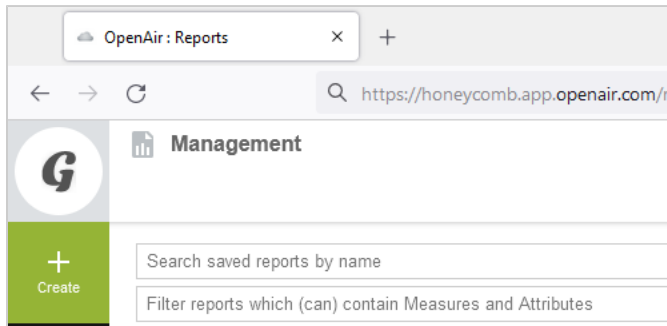 OpenAir : Reports
https://honeycomb.app.openair.com/
Management
G
Create
Search saved reports by name
Filter reports which (can) contain Measures and Attributes